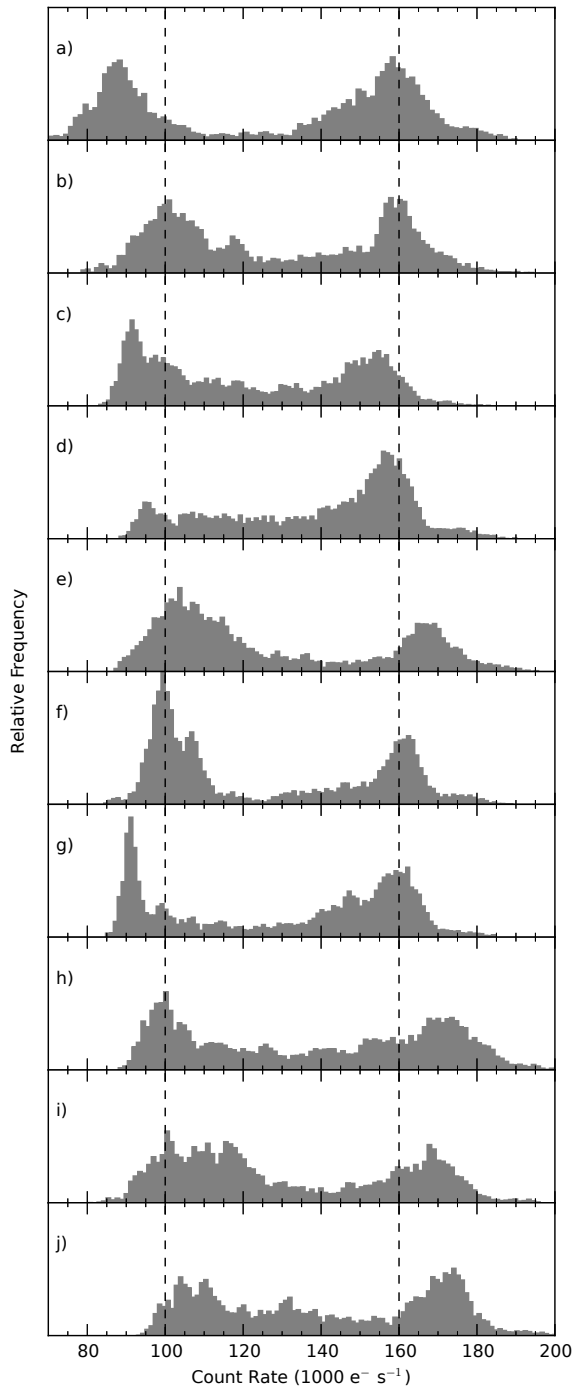 a)
b)
c)
d)
e)
Relative Frequency
f)
g)
h)
i)
j)
80 100 120 140 160 180 200
Count Rate (1000 e⁻ s⁻¹)